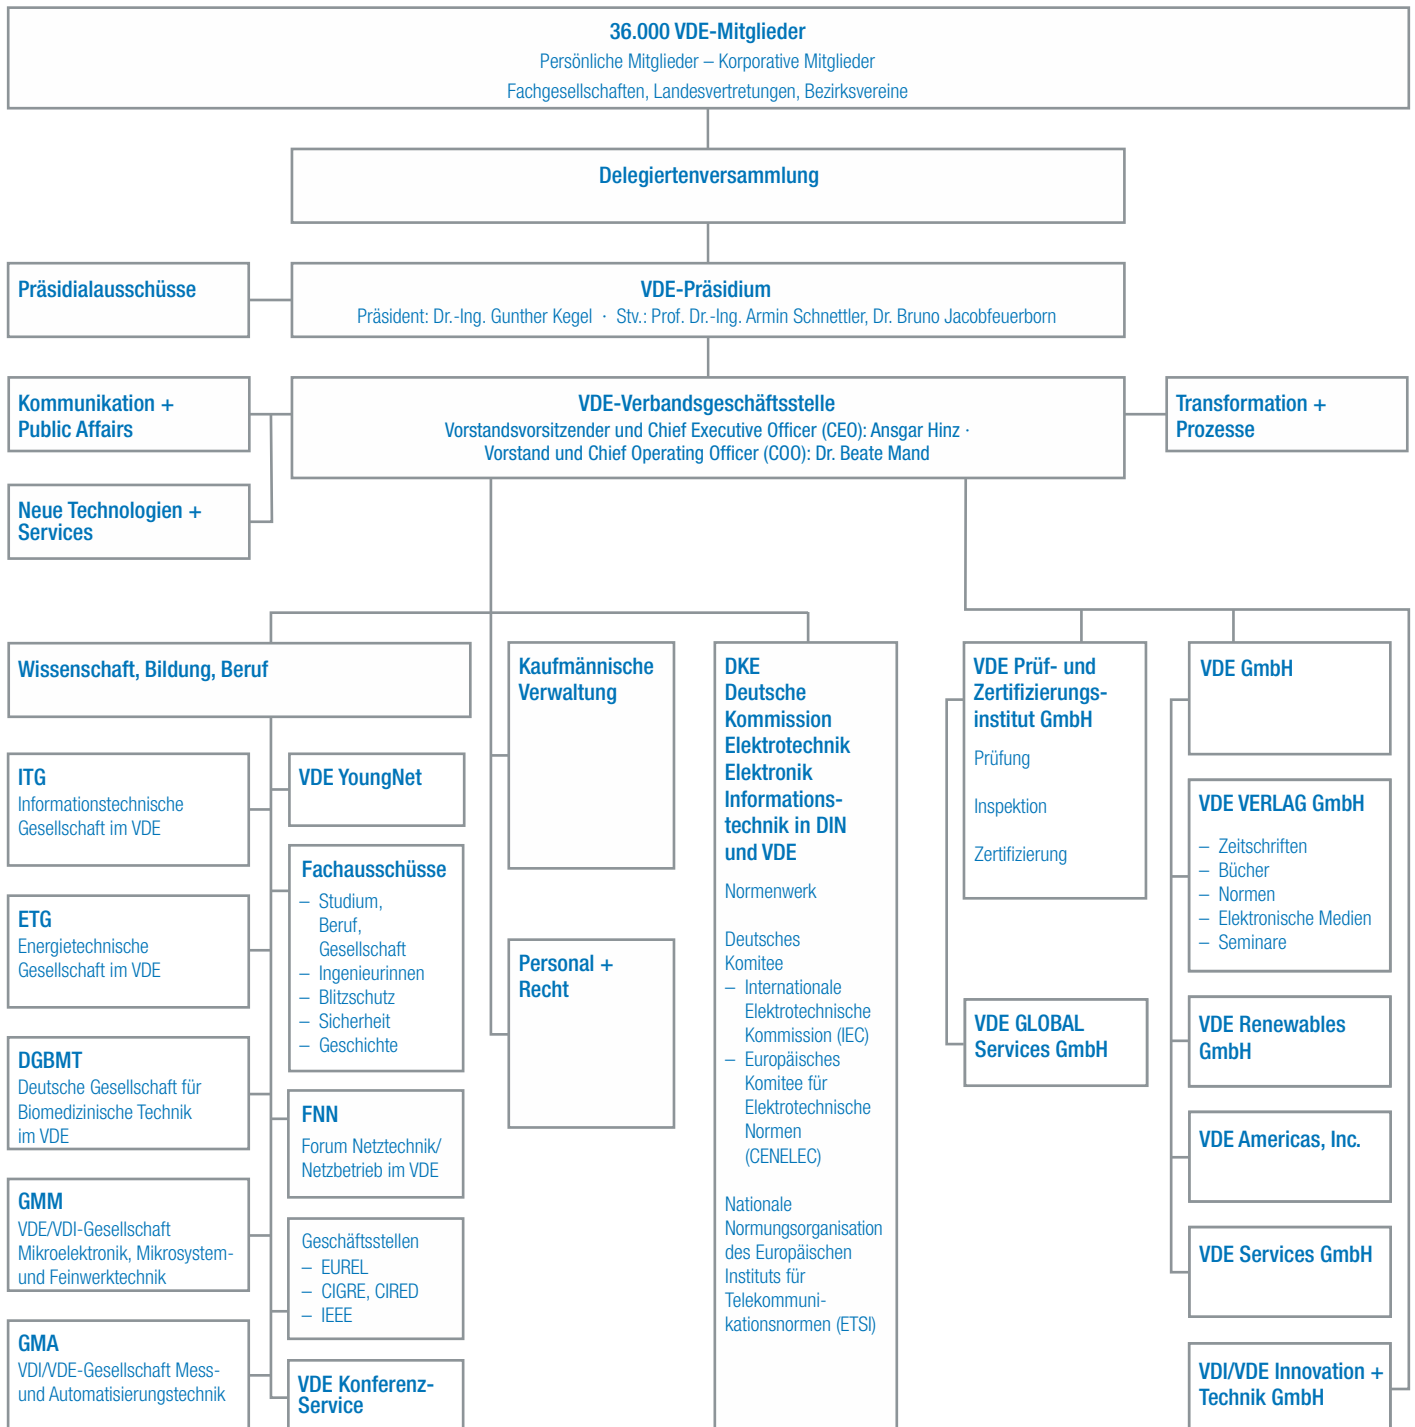 36.000 VDE-Mitglieder
Persönliche Mitglieder – Korporative Mitglieder
Fachgesellschaften, Landesvertretungen, Bezirksvereine
Delegiertenversammlung
Präsidialausschüsse
VDE-Präsidium
Präsident: Dr.-Ing. Gunther Kegel · Stv.: Prof. Dr.-Ing. Armin Schnettler, Dr. Bruno Jacobfeuerborn
Kommunikation +
Public Affairs
VDE-Verbandsgeschäftsstelle
Vorstandsvorsitzender und Chief Executive Officer (CEO): Ansgar Hinz ·
Vorstand und Chief Operating Officer (COO): Dr. Beate Mand
Transformation +
Prozesse
Neue Technologien +
Services
Wissenschaft, Bildung, Beruf
ITG
Informationstechnische
Gesellschaft im VDE
ETG
Energietechnische
Gesellschaft im VDE
DGBMT
Deutsche Gesellschaft für
Biomedizinische Technik
im VDE
GMM
VDE/VDI-Gesellschaft
Mikroelektronik, Mikrosystem-
und Feinwerktechnik
GMA
VDI/VDE-Gesellschaft Mess-
und Automatisierungstechnik
VDE YoungNet
Fachausschüsse
– Studium,
Beruf,
Gesellschaft
– Ingenieurinnen
– Blitzschutz
– Sicherheit
– Geschichte
FNN
Forum Netztechnik/
Netzbetrieb im VDE
Geschäftsstellen
– EUREL
– CIGRE, CIRED
– IEEE
VDE Konferenz-
Service
Kaufmännische
Verwaltung
Personal +
Recht
DKE
Deutsche
Kommission
Elektrotechnik
Elektronik
Informations-
technik in DIN
und VDE
Normenwerk
Deutsches
Komitee
– Internationale
Elektrotechnische
Kommission (IEC)
– Europäisches
Komitee für
Elektrotechnische
Normen
(CENELEC)
Nationale
Normungsorganisation
des Europäischen
Instituts für
Telekommuni-
kationsnormen (ETSI)
VDE Prüf- und
Zertifizierungs-
institut GmbH
Prüfung
Inspektion
Zertifizierung
VDE GLOBAL
Services GmbH
VDE GmbH
VDE VERLAG GmbH
– Zeitschriften
– Bücher
– Normen
– Elektronische Medien
– Seminare
VDE Renewables
GmbH
VDE Americas, Inc.
VDE Services GmbH
VDI/VDE Innovation +
Technik GmbH